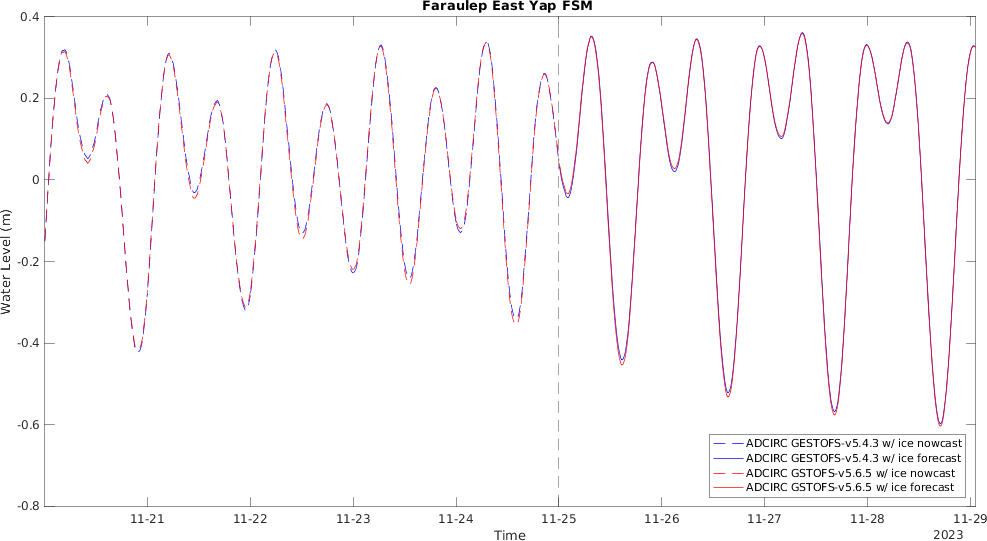 Faraulep East Yap FSM
0.4
0.2
0
-0.2
-0.4
-0.6
-0.8
Water Level (m)
ADCIRC GESTOFS-v5.4.3 w/ ice nowcast
ADCIRC GESTOFS-v5.4.3 w/ ice forecast
ADCIRC GSTOFS-v5.6.5 w/ ice nowcast
ADCIRC GSTOFS-v5.6.5 w/ ice forecast
11-21 11-22 11-23 11-24 11-25 11-26 11-27 11-28 11-29
Time
2023